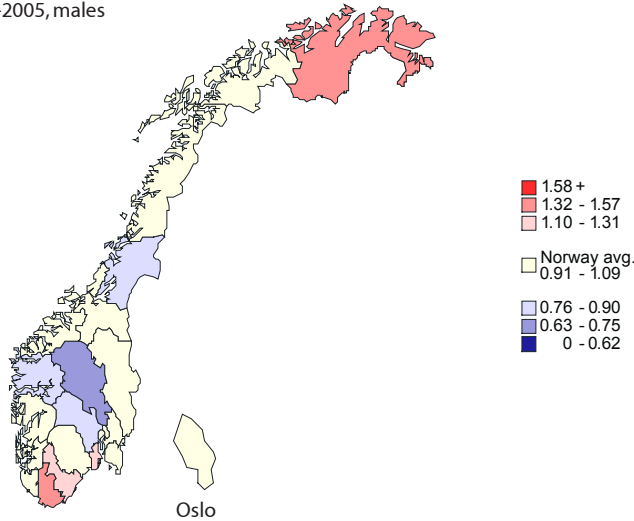 -2005, males
1.58 +
1.32 - 1.57
1.10 - 1.31
Norway avg.
0.91 - 1.09
0.76 - 0.90
0.63 - 0.75
0 - 0.62
Oslo